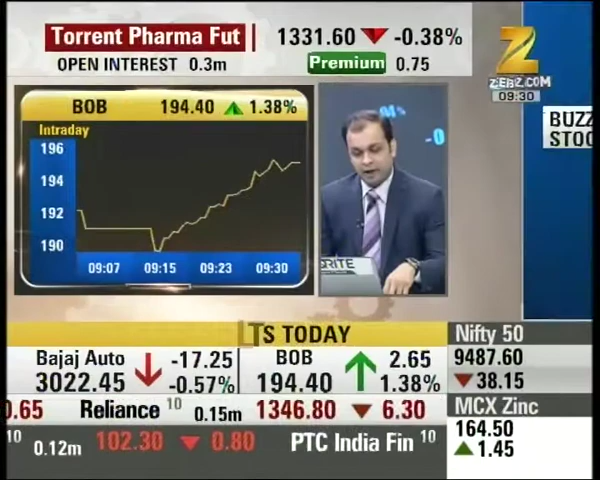 Torrent Pharma Fut 1331.60 -0.38%
OPEN INTEREST 0.3m Premium 0.75
Z
09:30
BOB 194.40 1.38%
Intraday
196
194
192
190
09:07 09:15 09:23 09:30
BUZZ
STOC
TS TODAY
Bajaj Auto -17.25
3022.45 -0.57%
BOB 2.65
194.40 1.38%
Nifty 50
9487.60
38.15
0.65 Reliance 10 0.15m 1346.80 6.30
MCX Zinc
164.50
1.45
10 0.12m 102.30 0.80 PTC India Fin 10